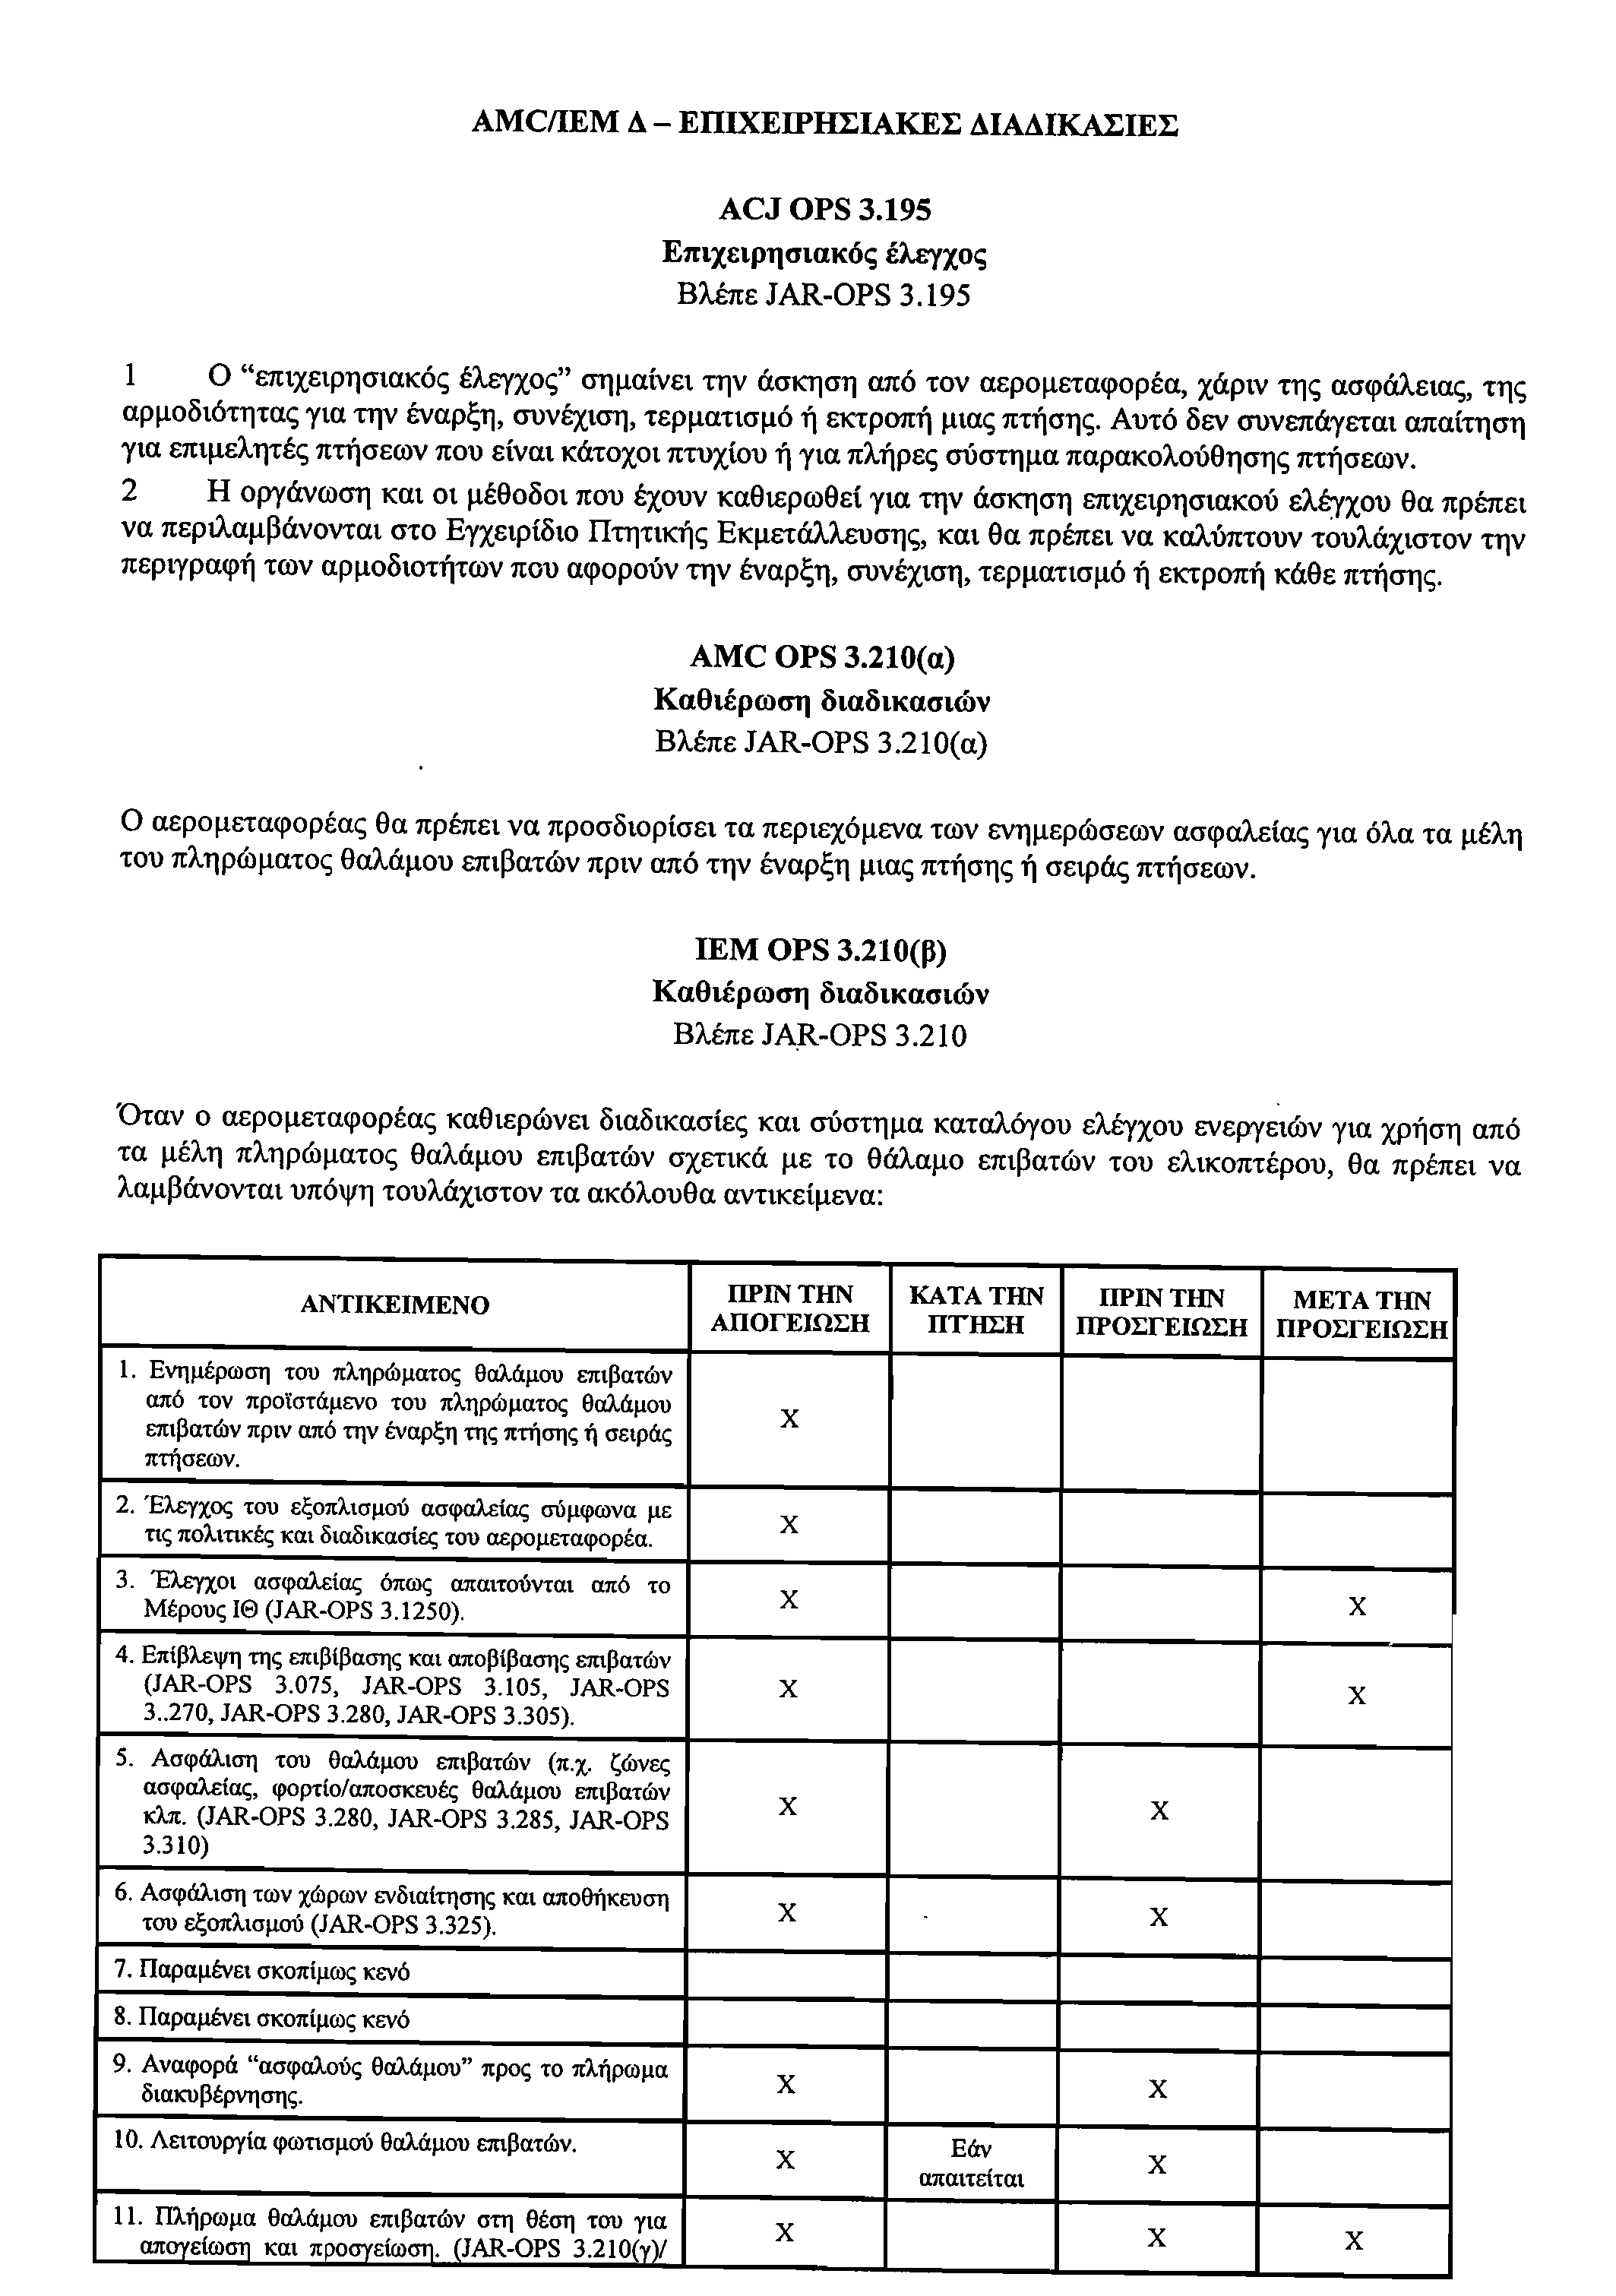 AMC/IEM Δ – ΕΠΙΧΕΙΡΗΣΙΑΚΕΣ ΔΙΑΔΙΚΑΣΙΕΣ
ACJ OPS 3.195
Επιχειρησιακός έλεγχος
Βλέπε JAR-OPS 3.195
1 Ο “επιχειρησιακός έλεγχος” σημαίνει την άσκηση από τον αερομεταφορέα, χάριν της ασφάλειας, της
αρμοδιότητας για την έναρξη, συνέχιση, τερματισμό ή εκτροπή μιας πτήσης. Αυτό δεν συνεπάγεται απαίτηση
για επιμελητές πτήσεων που είναι κάτοχοι πτυχίου ή για πλήρες σύστημα παρακολούθησης πτήσεων.
2 Η οργάνωση και οι μέθοδοι που έχουν καθιερωθεί για την άσκηση επιχειρησιακού ελέγχου θα πρέπει
να περιλαμβάνονται στο Εγχειρίδιο Πτητικής Εκμετάλλευσης, και θα πρέπει να καλύπτουν τουλάχιστον την
περιγραφή των αρμοδιοτήτων που αφορούν την έναρξη, συνέχιση, τερματισμό ή εκτροπή κάθε πτήσης.
AMC OPS 3.210(α)
Καθιέρωση διαδικασιών
Βλέπε JAR-OPS 3.210(α)
Ο αερομεταφορέας θα πρέπει να προσδιορίσει τα περιεχόμενα των ενημερώσεων ασφαλείας για όλα τα μέλη
του πληρώματος θαλάμου επιβατών πριν από την έναρξη μιας πτήσης ή σειράς πτήσεων.
IEM OPS 3.210(β)
Καθιέρωση διαδικασιών
Βλέπε JAR-OPS 3.210
Όταν ο αερομεταφορέας καθιερώνει διαδικασίες και σύστημα καταλόγου ελέγχου ενεργειών για χρήση από
τα μέλη πληρώματος θαλάμου επιβατών σχετικά με το θάλαμο επιβατών του ελικοπτέρου, θα πρέπει να
λαμβάνονται υπόψη τουλάχιστον τα ακόλουθα αντικείμενα:
ΑΝΤΙΚΕΙΜΕΝΟ
ΠΡΙΝ ΤΗΝ
ΑΠΟΓΕΙΩΣΗ
ΚΑΤΑ ΤΗΝ
ΠΤΗΣΗ
ΠΡΙΝ ΤΗΝ
ΠΡΟΣΓΕΙΩΣΗ
ΜΕΤΑ ΤΗΝ
ΠΡΟΣΓΕΙΩΣΗ
1. Ενημέρωση του πληρώματος θαλάμου επιβατών
από τον προϊστάμενο του πληρώματος θαλάμου
επιβατών πριν από την έναρξη της πτήσης ή σειράς
πτήσεων.
X
2. Έλεγχος του εξοπλισμού ασφαλείας σύμφωνα με
τις πολιτικές και διαδικασίες του αερομεταφορέα.
X
3. Έλεγχοι ασφαλείας όπως απαιτούνται από το
Μέρους ΙΘ (JAR-OPS 3.1250).
X X
4. Επίβλεψη της επιβίβασης και αποβίβασης επιβατών
(JAR-OPS 3.075, JAR-OPS 3.105, JAR-OPS
3..270, JAR-OPS 3.280, JAR-OPS 3.305).
X X
5. Ασφάλιση του θαλάμου επιβατών (π.χ. ζώνες
ασφαλείας, φορτίο/αποσκευές θαλάμου επιβατών
κλπ. (JAR-OPS 3.280, JAR-OPS 3.285, JAR-OPS
3.310)
X X
6. Ασφάλιση των χώρων ενδιαίτησης και αποθήκευση
του εξοπλισμού (JAR-OPS 3.325).
X X
7. Παραμένει σκοπίμως κενό
8. Παραμένει σκοπίμως κενό
9. Αναφορά “ασφαλούς θαλάμου” προς το πλήρωμα
διακυβέρνησης.
X X
10. Λειτουργία φωτισμού θαλάμου επιβατών.
X
Εάν
απαιτείται
X
11. Πλήρωμα θαλάμου επιβατών στη θέση του για
απογείωση και προσγείωση. (JAR-OPS 3.210(γ)/
X X X